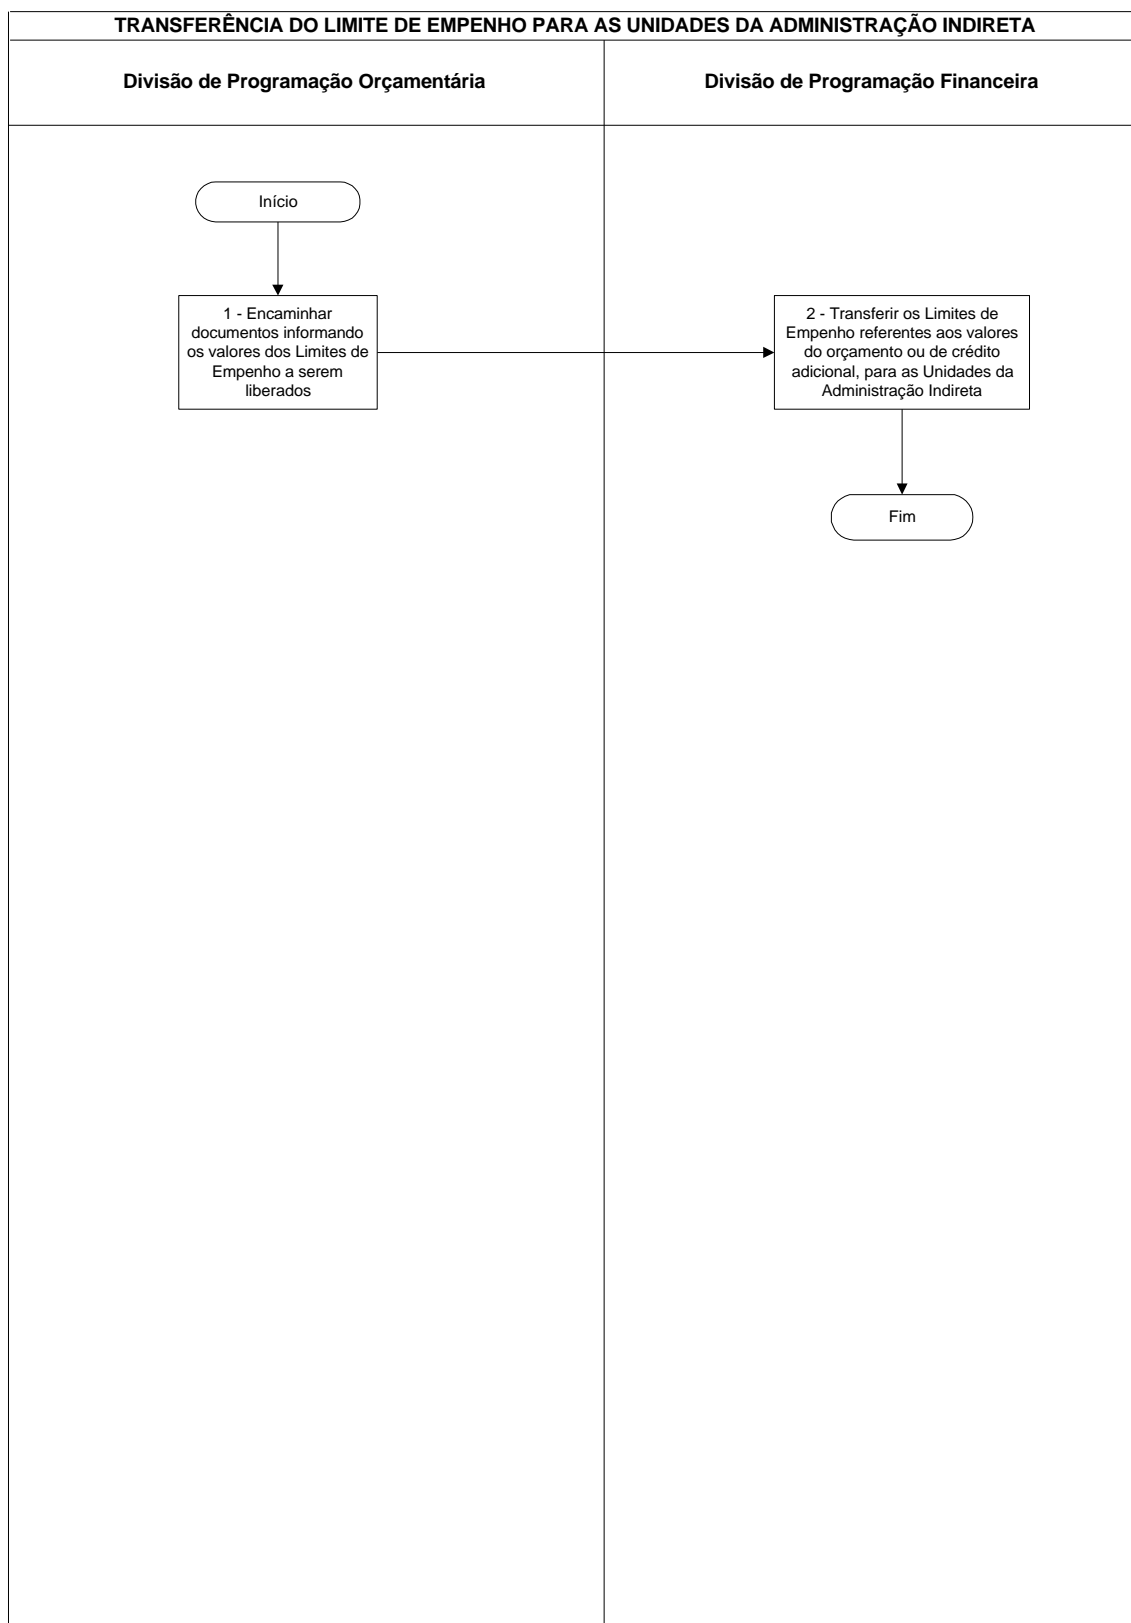 TRANSFERÊNCIA DO LIMITE DE EMPENHO PARA AS UNIDADES DA ADMINISTRAÇÃO INDIRETA
Divisão de Programação Orçamentária
Divisão de Programação Financeira
Início
1 - Encaminhar
documentos informando
os valores dos Limites de
Empenho a serem
liberados
2 - Transferir os Limites de
Empenho referentes aos valores
do orçamento ou de crédito
adicional, para as Unidades da
Administração Indireta
Fim